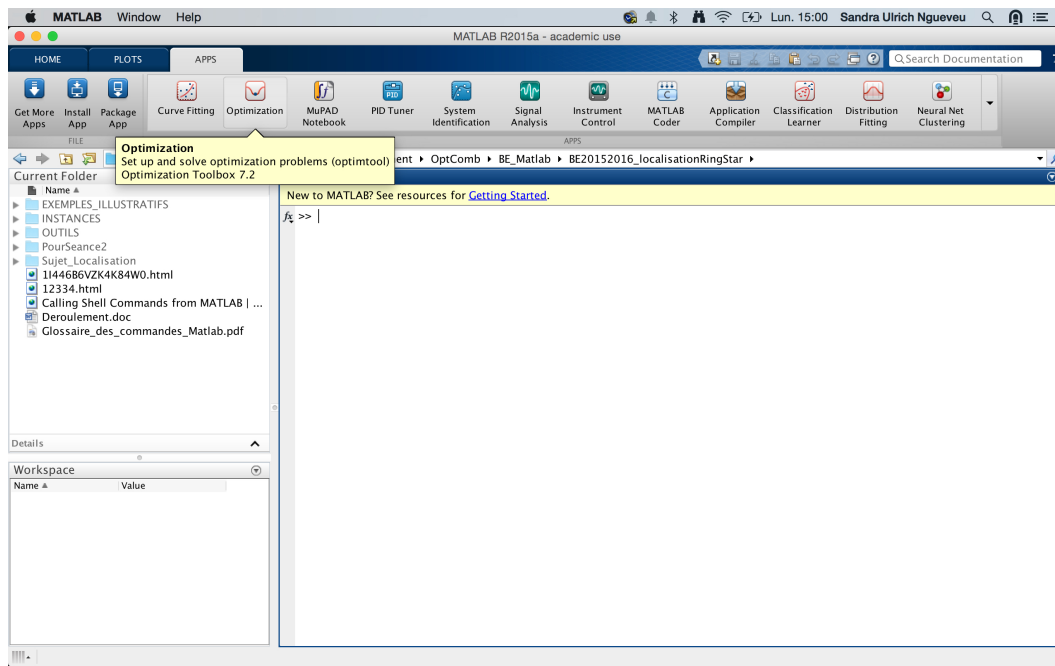 MATLAB Window Help Lun. 15:00 Sandra Ulrich Ngueveu
MATLAB R2015a - academic use
HOME PLOTS APPS Search Documentation
Get More Apps
Install App
Package App
Curve Fitting
Optimization
MuPAD Notebook
PID Tuner
System Identification
Signal Analysis
Instrument Control
MATLAB Coder
Application Compiler
Classification Learner
Distribution Fitting
Neural Net Clustering
FILE APPS
Optimization
Set up and solve optimization problems (optimtool)
Optimization Toolbox 7.2
ent ▸ OptComb ▸ BE_Matlab ▸ BE20152016_localisationRingStar ▸
Current Folder
Name
EXEMPLES_ILLUSTRATIFS
INSTANCES
OUTILS
PourSeance2
Sujet_Localisation
1I446B6VZK4K84W0.html
12334.html
Calling Shell Commands from MATLAB | ...
Deroulement.doc
Glossaire_des_commandes_Matlab.pdf
Details
Workspace
Name Value
New to MATLAB? See resources for Getting Started.
fx >>